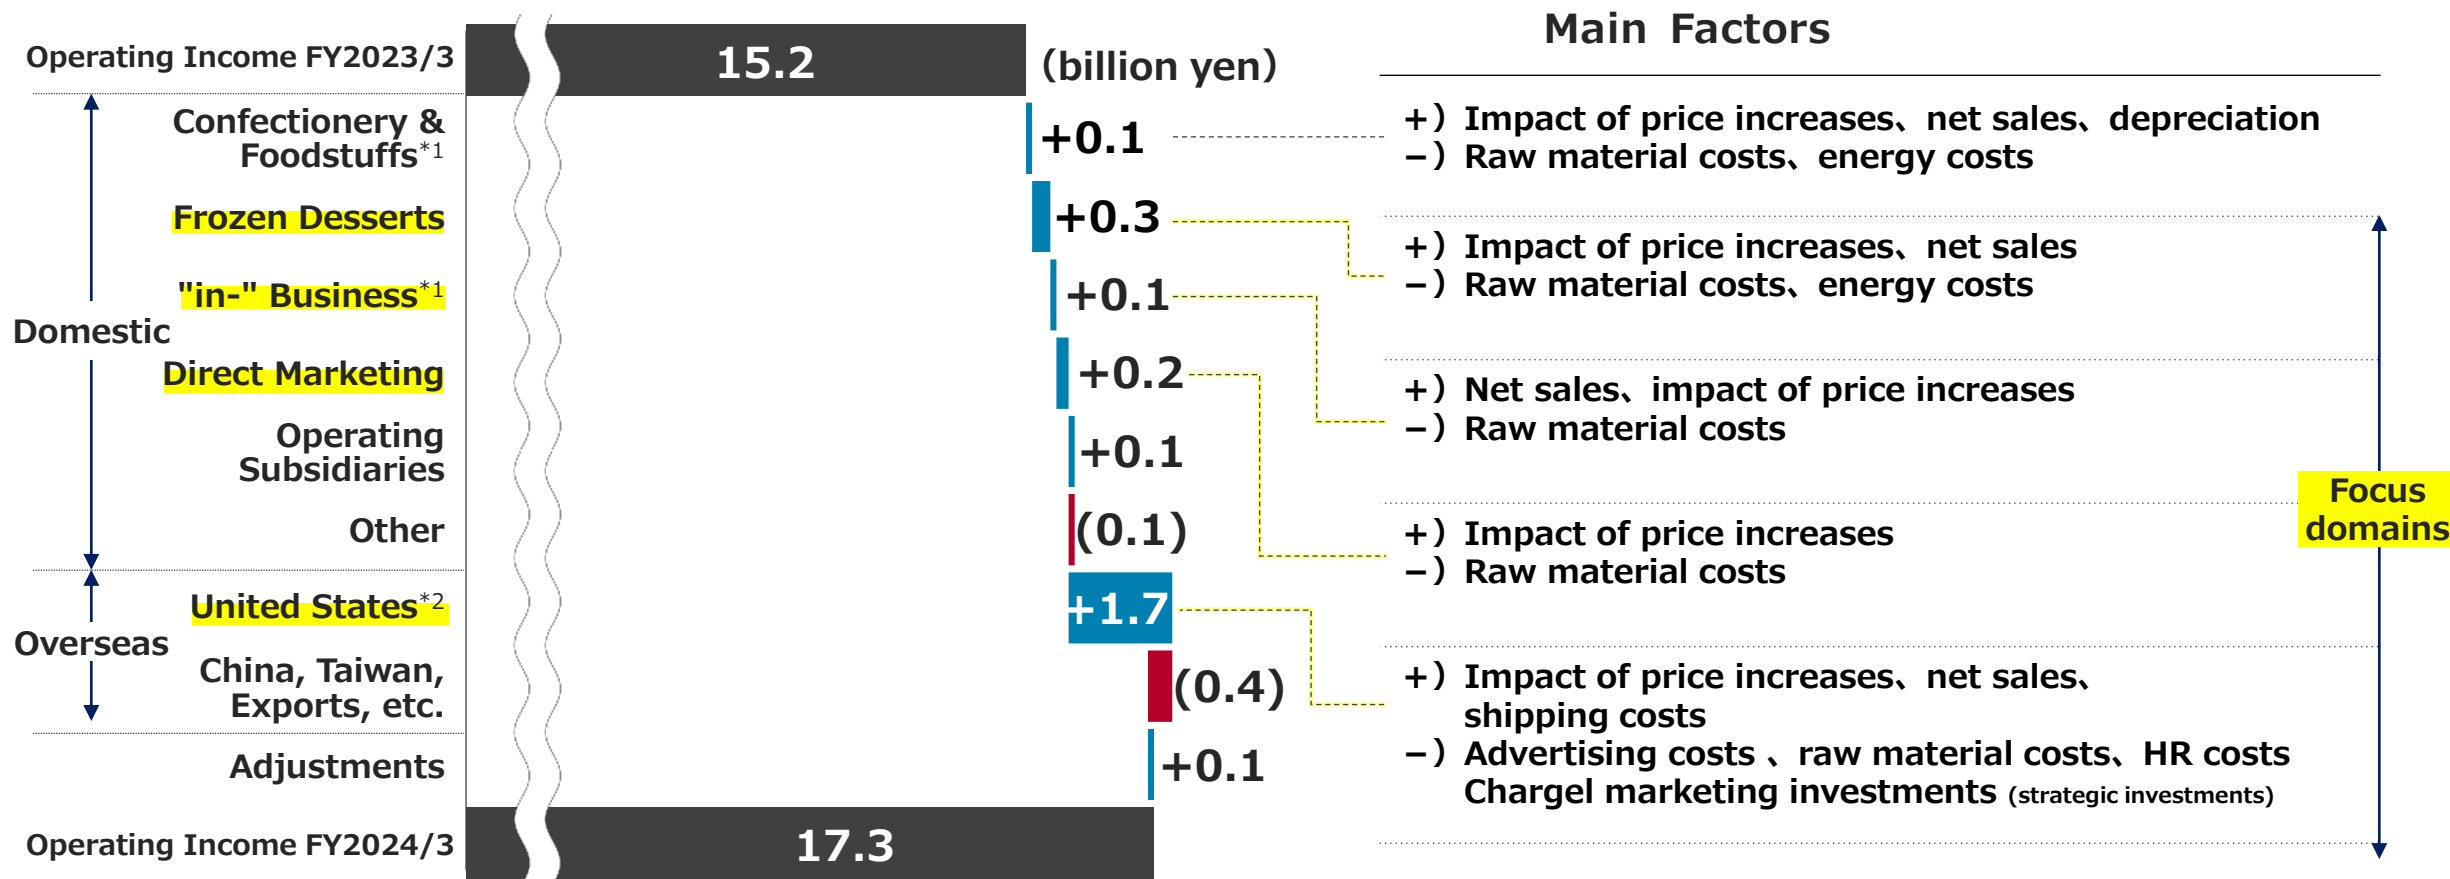 Main Factors
Operating Income FY2023/3
15.2
(billion yen)
Confectionery &
Foodstuffs*1
+0.1
+) Impact of price increases、net sales、depreciation
−) Raw material costs、energy costs
Frozen Desserts
+0.3
+) Impact of price increases、net sales
−) Raw material costs、energy costs
"in-" Business*1
+0.1
Domestic
Direct Marketing
+0.2
+) Net sales、impact of price increases
−) Raw material costs
Operating
Subsidiaries
+0.1
Focus
domains
Other
(0.1)
+) Impact of price increases
−) Raw material costs
United States*2
+1.7
Overseas
China, Taiwan,
Exports, etc.
(0.4)
+) Impact of price increases、net sales、
shipping costs
−) Advertising costs 、raw material costs、HR costs
Chargel marketing investments (strategic investments)
Adjustments
+0.1
Operating Income FY2024/3
17.3